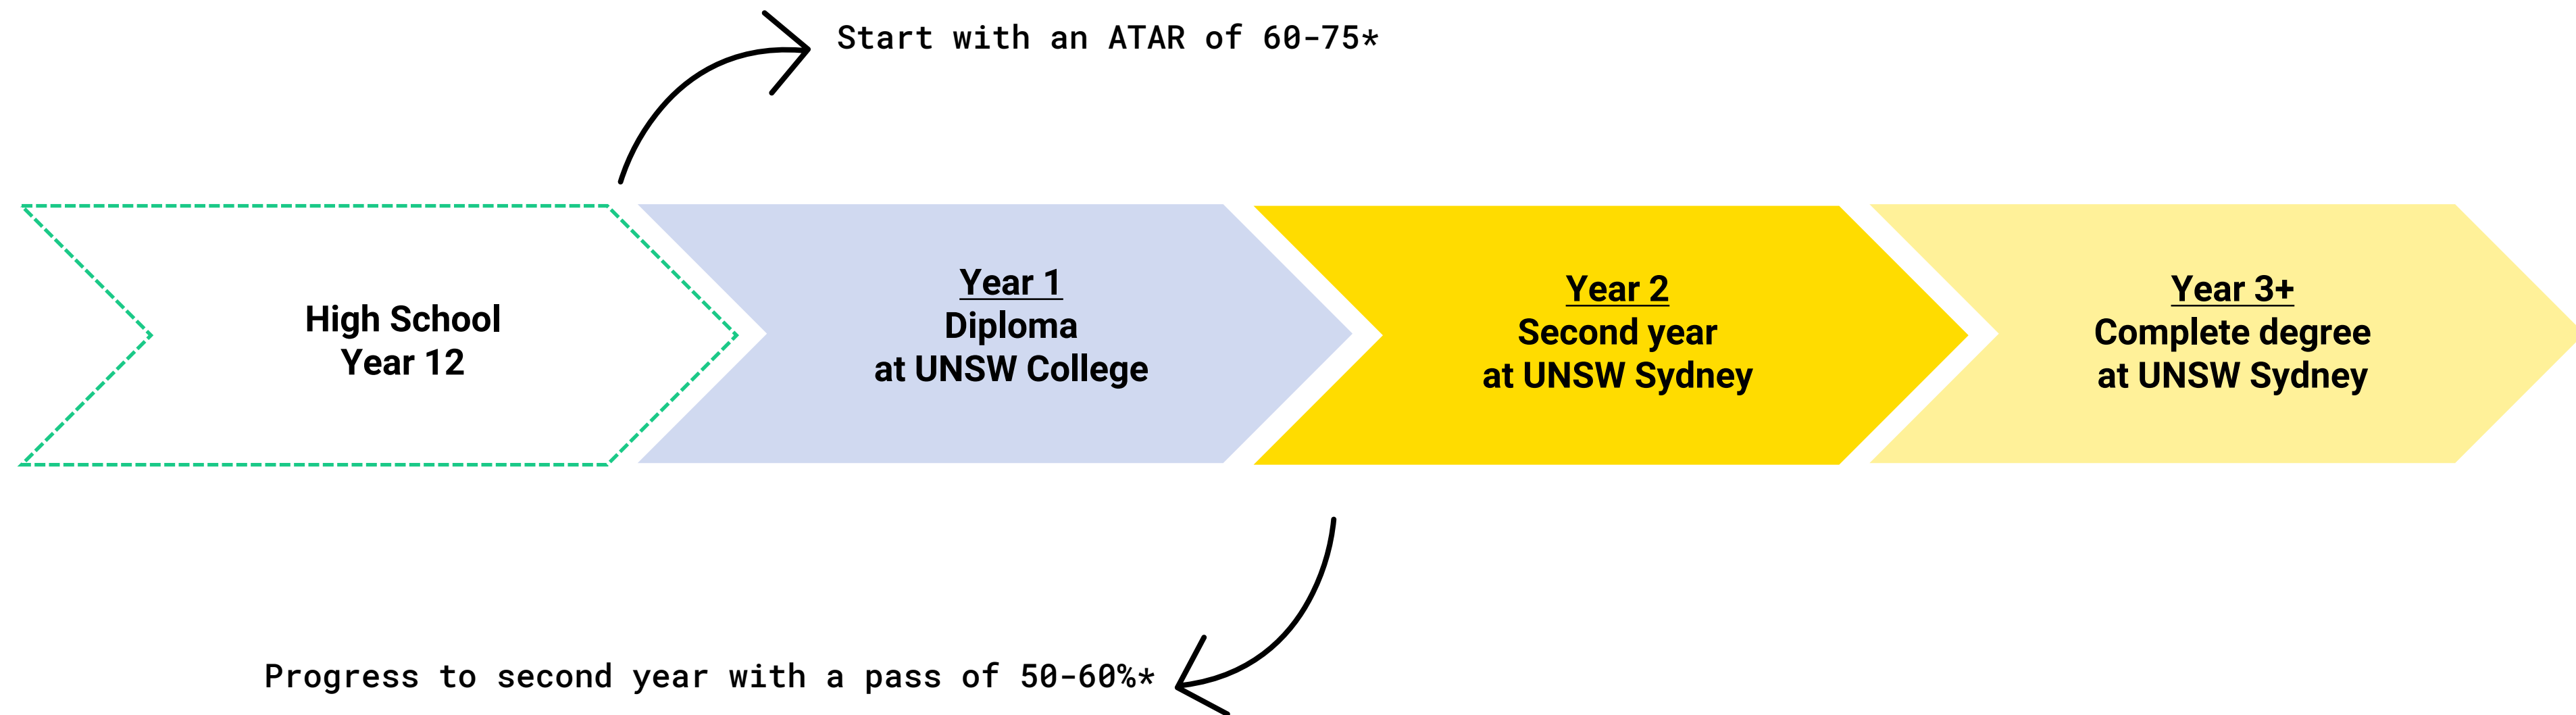 Start with an ATAR of 60-75*
High School
Year 12
Year 1
Diploma
at UNSW College
Year 2
Second year
at UNSW Sydney
Year 3+
Complete degree
at UNSW Sydney
Progress to second year with a pass of 50-60%*